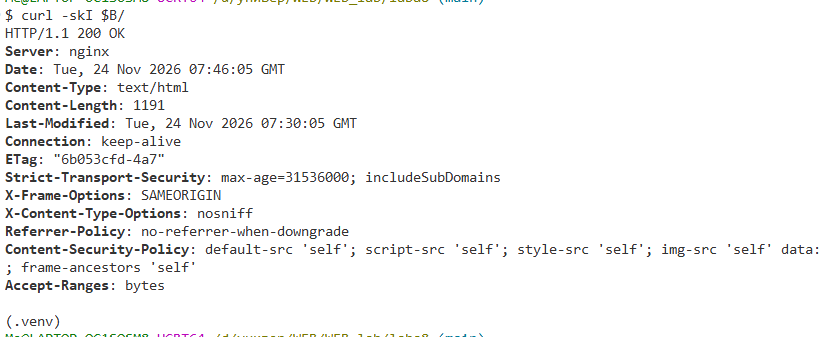 $ curl -skI $B/
HTTP/1.1 200 OK
Server: nginx
Date: Tue, 24 Nov 2026 07:46:05 GMT
Content-Type: text/html
Content-Length: 1191
Last-Modified: Tue, 24 Nov 2026 07:30:05 GMT
Connection: keep-alive
ETag: "6b053cfd-4a7"
Strict-Transport-Security: max-age=31536000; includeSubDomains
X-Frame-Options: SAMEORIGIN
X-Content-Type-Options: nosniff
Referrer-Policy: no-referrer-when-downgrade
Content-Security-Policy: default-src 'self'; script-src 'self'; style-src 'self'; img-src 'self' data:
; frame-ancestors 'self'
Accept-Ranges: bytes
(.venv)